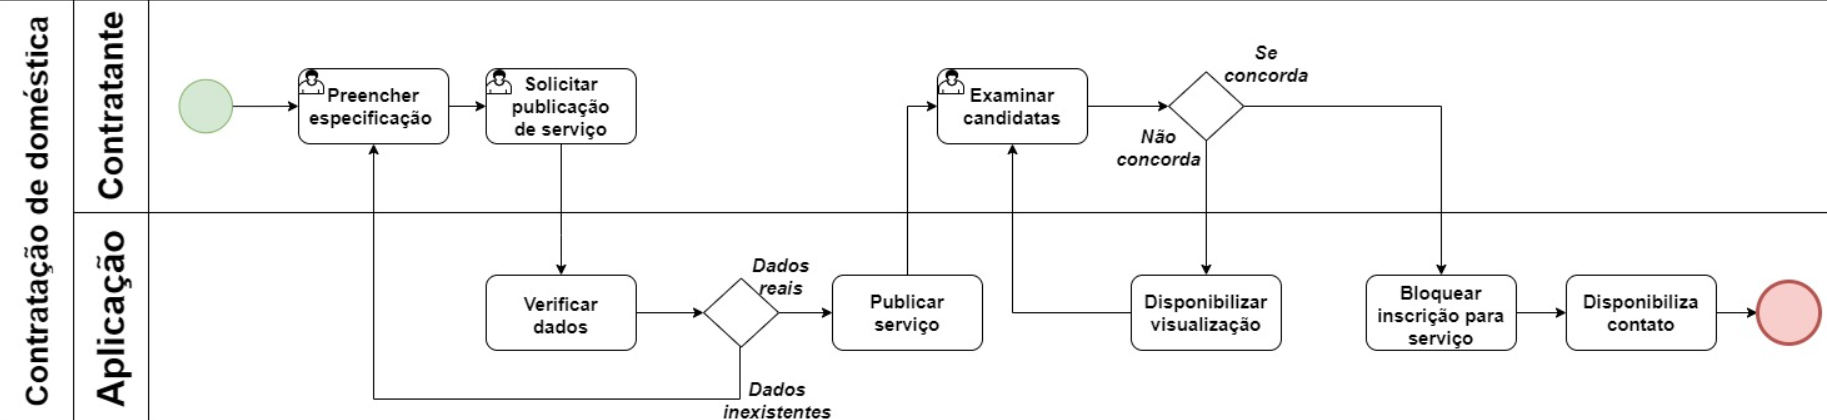 Contratação de doméstica
Contratante
Preencher
especificação
Solicitar
publicação
de serviço
Examinar
candidatas
Se
concorda
Não
concorda
Aplicação
Verificar
dados
Dados
reais
Dados
inexistentes
Publicar
serviço
Disponibilizar
visualização
Bloquear
inscrição para
serviço
Disponibiliza
contato